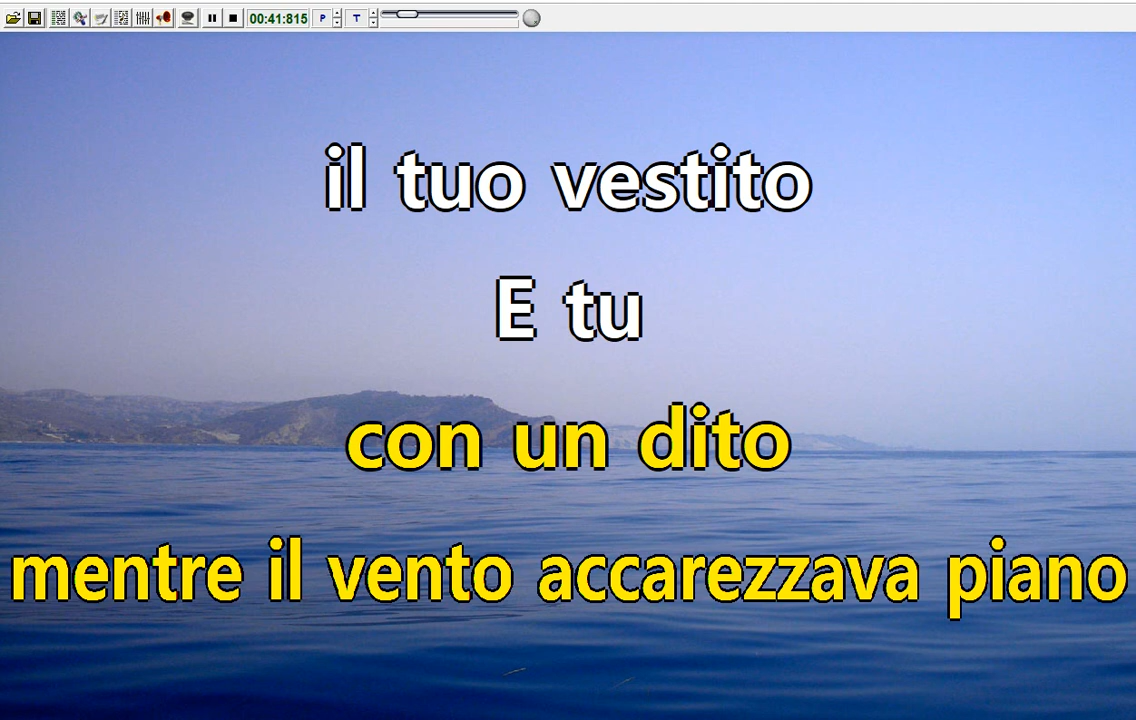 00:41:815 P T
il tuo vestito
E tu
con un dito
mentre il vento accarezzava piano